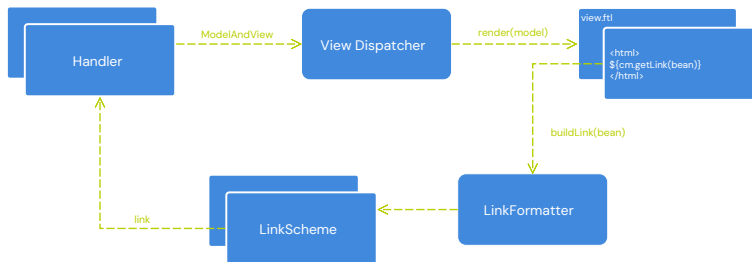 view.ftl
ModelAndView
render(model)
Handler
View Dispatcher
<html>
${cm.getLink(bean)}
</html>
buildLink(bean)
link
LinkScheme
LinkFormatter